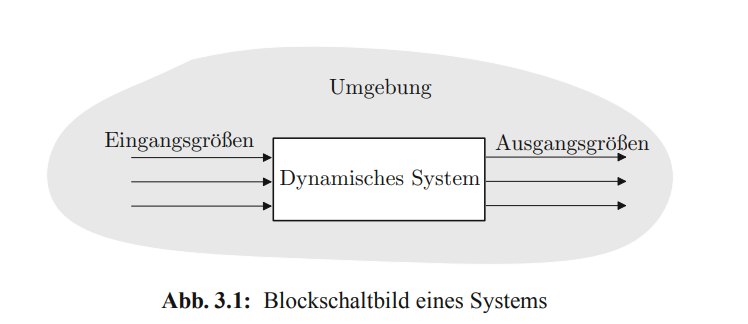 Umgebung
Eingangsgrößen
Ausgangsgrößen
Dynamisches System
Abb. 3.1: Blockschaltbild eines Systems